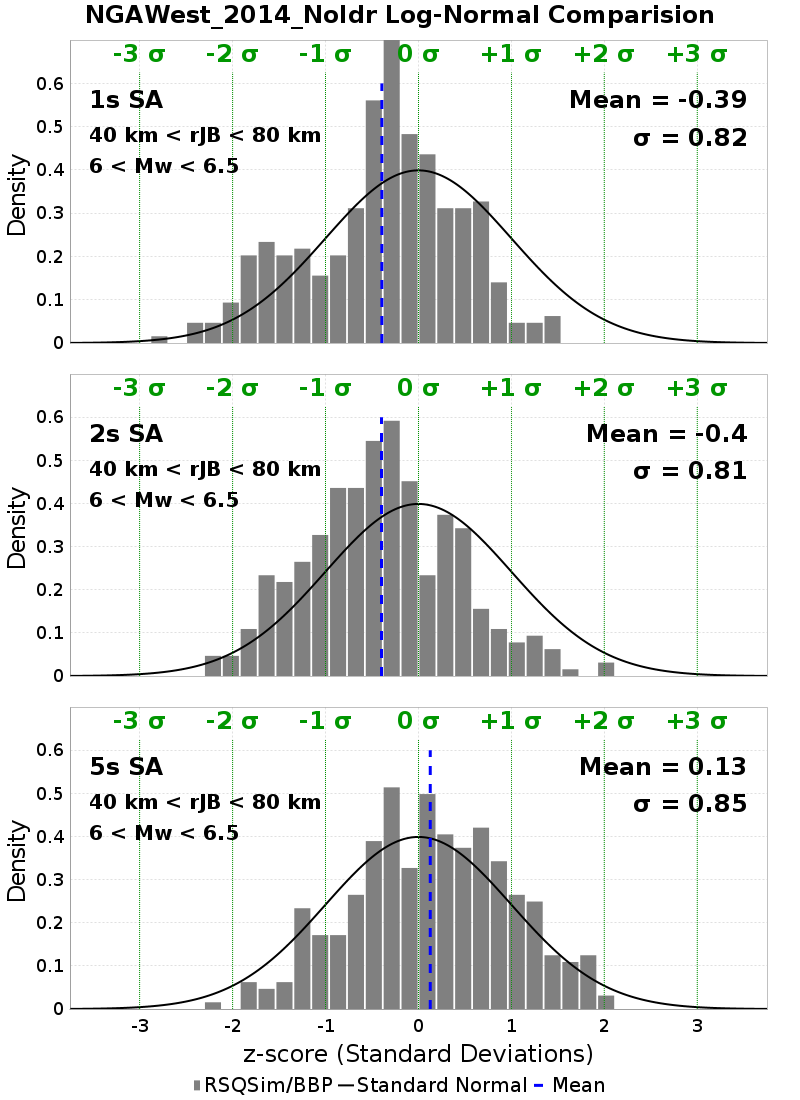 NGAWest_2014_NoIdr Log-Normal Comparision
-3 σ -2 σ -1 σ 0 σ +1 σ +2 σ +3 σ
1s SA
Mean = -0.39
40 km < rJB < 80 km
σ = 0.82
6 < Mw < 6.5
Density
0.6
0.5
0.4
0.3
0.2
0.1
0
-3 σ -2 σ -1 σ 0 σ +1 σ +2 σ +3 σ
2s SA
Mean = -0.4
40 km < rJB < 80 km
σ = 0.81
6 < Mw < 6.5
Density
0.6
0.5
0.4
0.3
0.2
0.1
0
-3 σ -2 σ -1 σ 0 σ +1 σ +2 σ +3 σ
5s SA
Mean = 0.13
40 km < rJB < 80 km
σ = 0.85
6 < Mw < 6.5
Density
0.6
0.5
0.4
0.3
0.2
0.1
0
-3 -2 -1 0 1 2 3
z-score (Standard Deviations)
RSQSim/BBP Standard Normal Mean